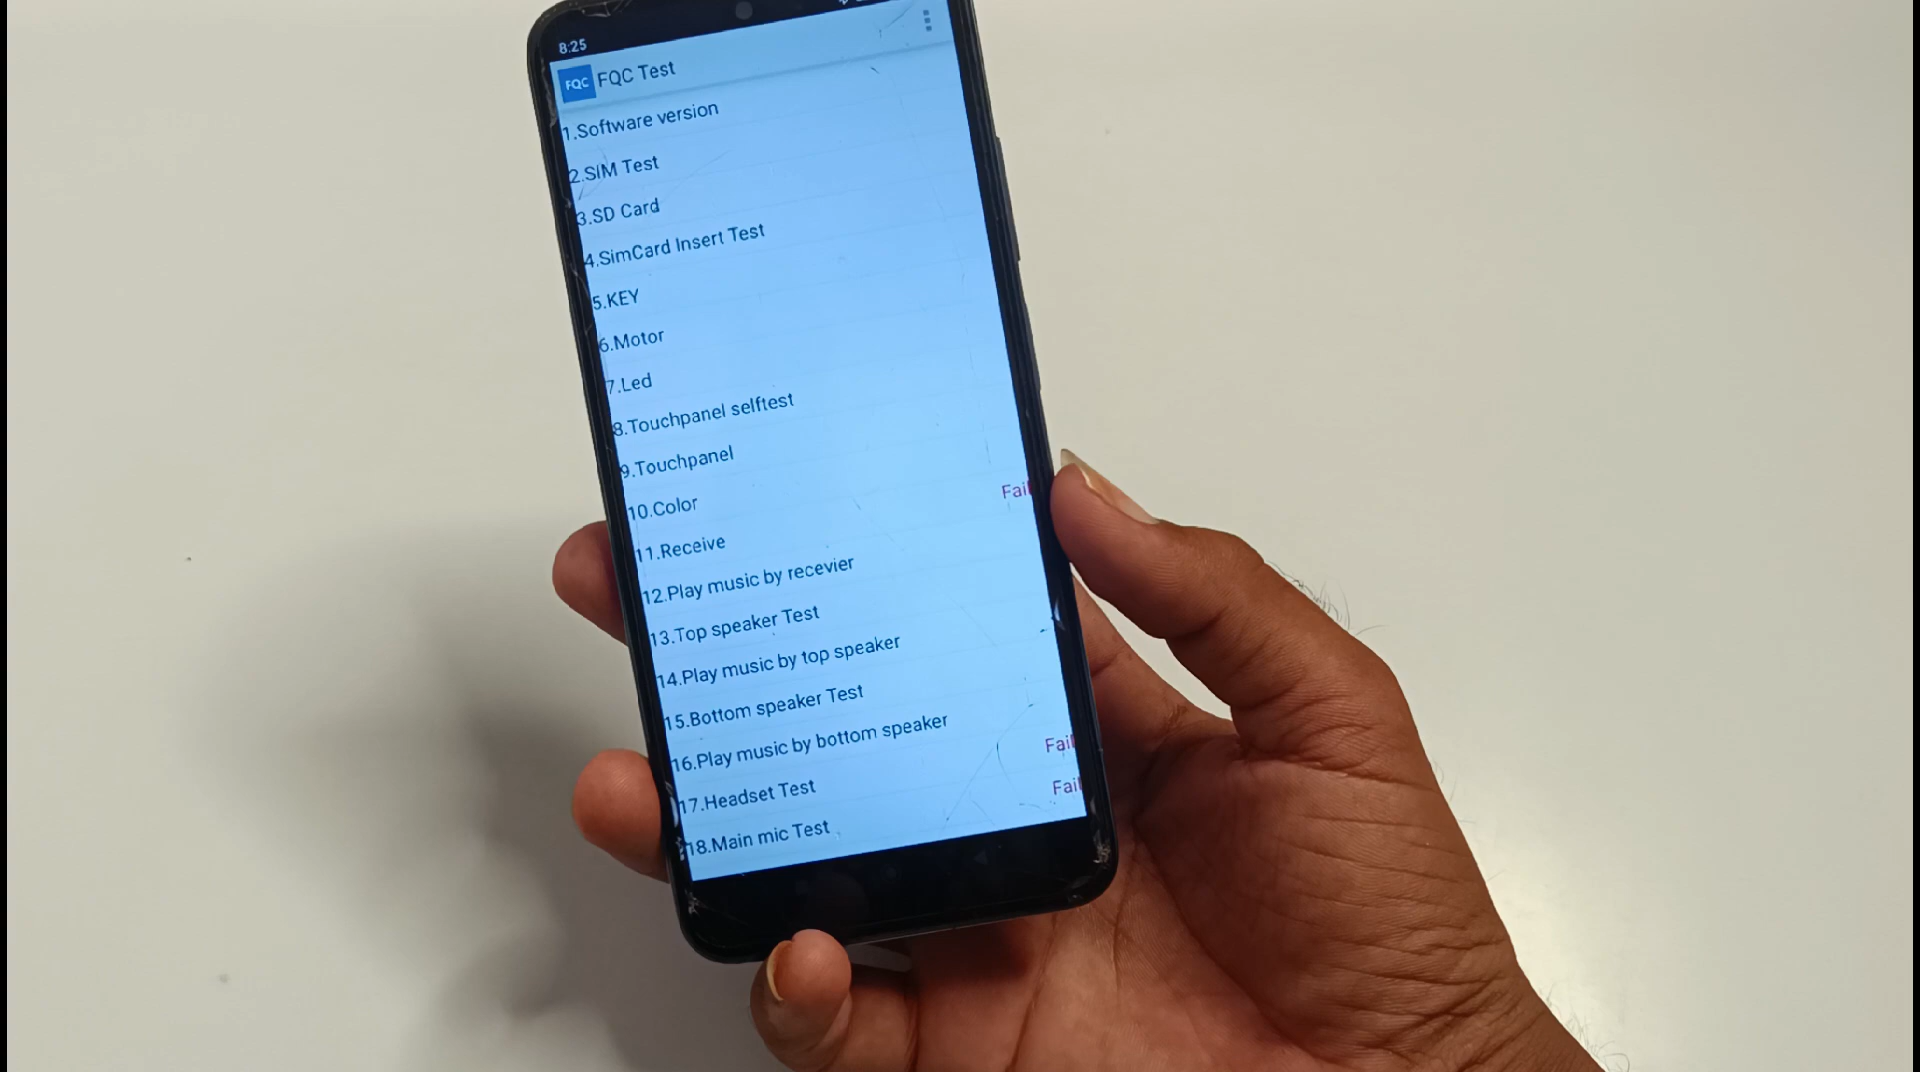 8:25
FQC FQC Test
1.Software version
2.SIM Test
3.SD Card
4.SimCard Insert Test
5.KEY
6.Motor
7.Led
8.Touchpanel selftest
9.Touchpanel
10.Color
11.Receive Fail
12.Play music by recevier
13.Top speaker Test
14.Play music by top speaker
15.Bottom speaker Test
16.Play music by bottom speaker
17.Headset Test Fail
18.Main mic Test Fail